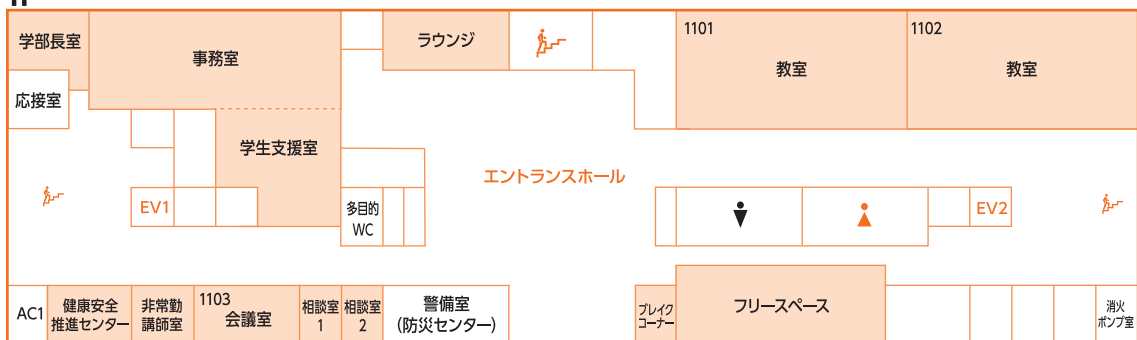 学部長室
事務室
ラウンジ
1101
教室
1102
教室
応接室
学生支援室
エントランスホール
EV1
多目的
WC
EV2
AC1
健康安全
推進センター
非常勤
講師室
1103
会議室
相談室
1
相談室
2
警備室
(防災センター)
ブレイク
コーナー
フリースペース
消火
ポンプ室